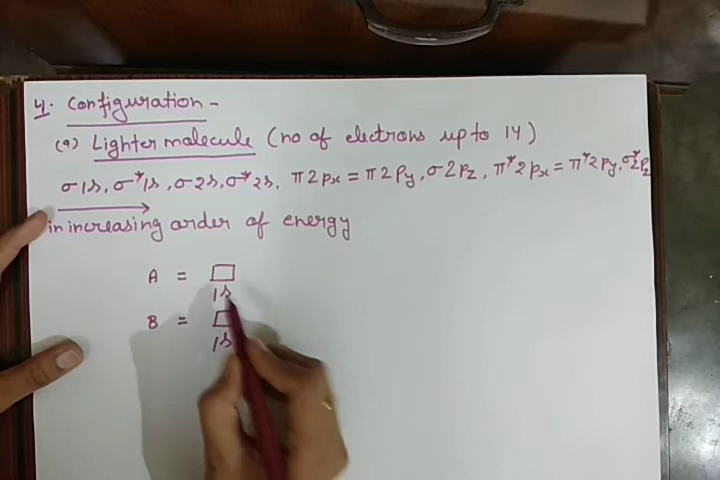 4. Configuration -
(a) Lighter molecule (no of electrons up to 14)
σ1s, σ*1s, σ2s, σ*2s, π2px = π2py, σ2pz, π*2px = π*2py, σ*2pz
in increasing order of energy
A = □
1s
B = □
1s